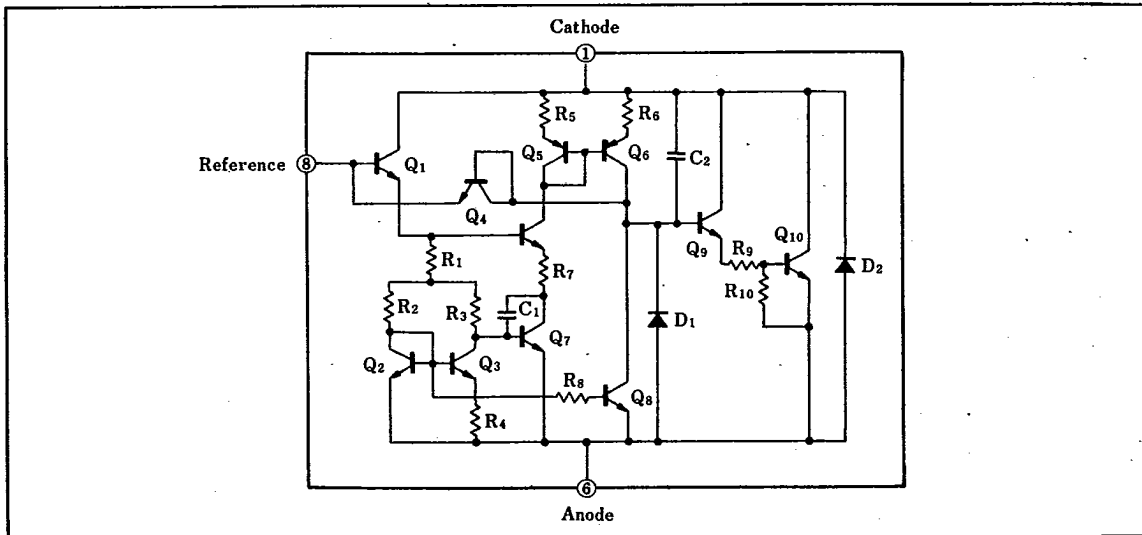 Cathode
①
R5 R6
Reference ⑧ Q1 Q5 Q6 C2
Q4 Q9 R9 Q10
R1 R7 R10 D2
R2 R3 C1 D1
Q2 Q3 Q7
R8 Q8
R4
⑥
Anode